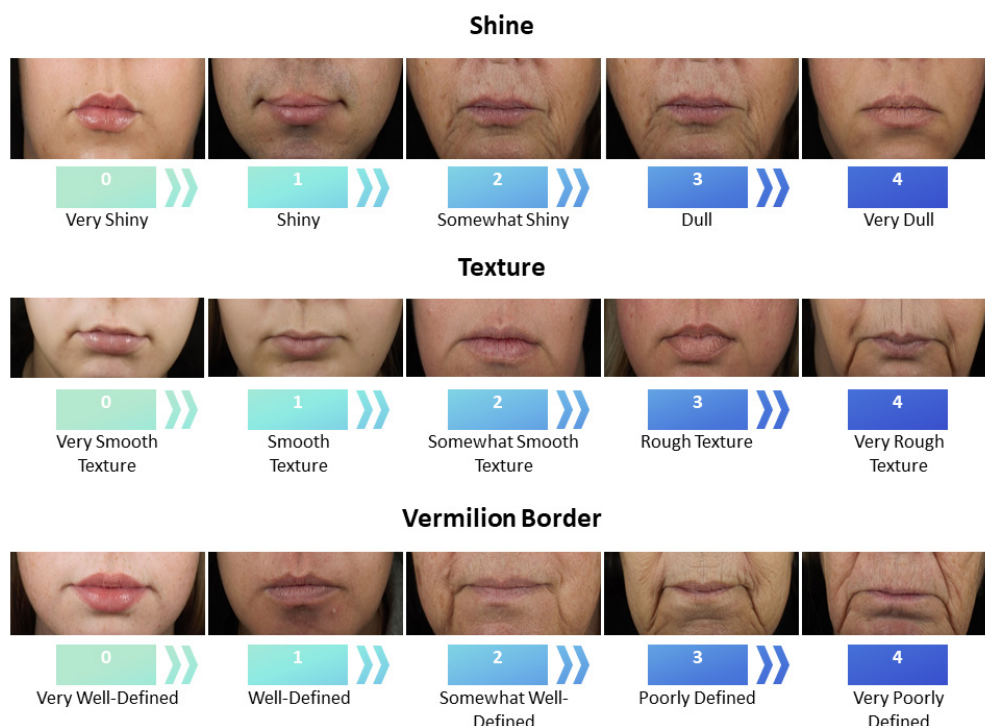 Shine
0 1 2 3 4
Very Shiny Shiny Somewhat Shiny Dull Very Dull
Texture
0 1 2 3 4
Very Smooth Smooth Somewhat Smooth Rough Texture Very Rough
Texture Texture Texture Texture
Vermilion Border
0 1 2 3 4
Very Well-Defined Well-Defined Somewhat Well- Poorly Defined Very Poorly
Defined Defined